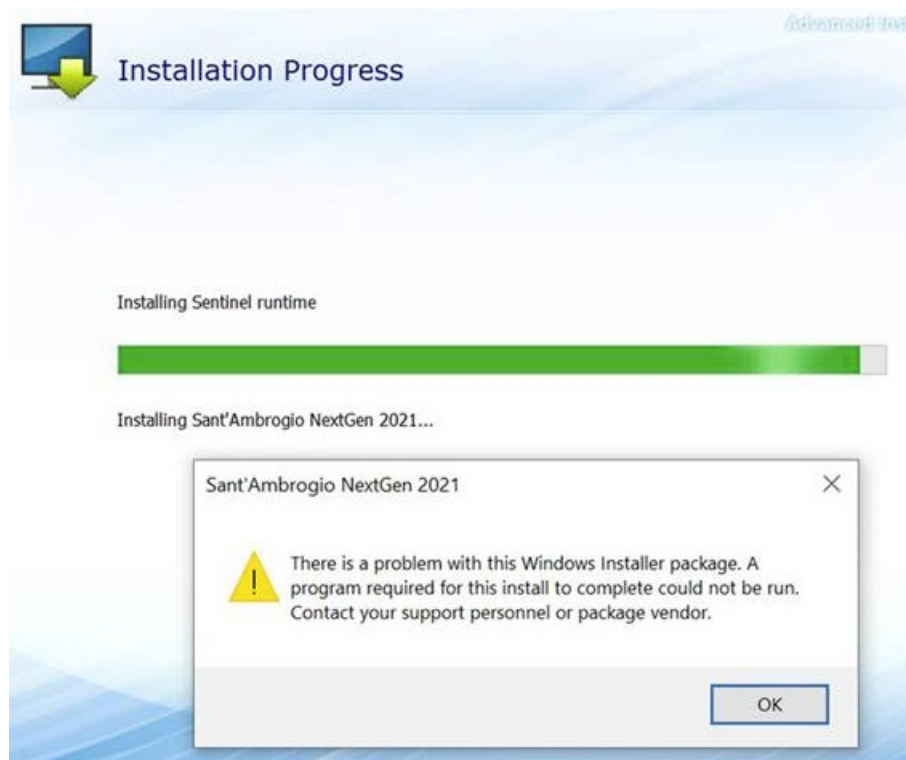 Advanced Ins
Installation Progress
Installing Sentinel runtime
Installing Sant'Ambrogio NextGen 2021...
Sant'Ambrogio NextGen 2021
There is a problem with this Windows Installer package. A
program required for this install to complete could not be run.
Contact your support personnel or package vendor.
OK